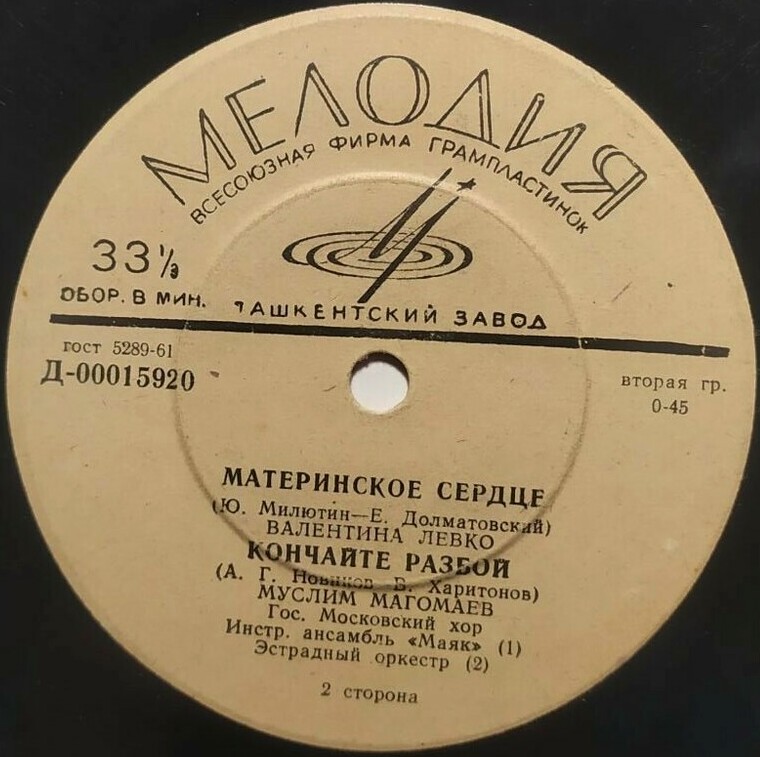 МЕЛОДИЯ
ВСЕСОЮЗНАЯ ФИРМА ГРАМПЛАСТИНОК
33⅓
ОБОР. В МИН.
ТАШКЕНТСКИЙ ЗАВОД
гост 5289-61
Д-00015920
вторая гр.
0-45
МАТЕРИНСКОЕ СЕРДЦЕ
(Ю. Милютин—Е. Долматовский)
ВАЛЕНТИНА ЛЕВКО
КОНЧАЙТЕ РАЗБОЙ
(А. Г. Новиков В. Харитонов)
МУСЛИМ МАГОМАЕВ
Гос. Московский хор
Инстр. ансамбль «Маяк» (1)
Эстрадный оркестр (2)
2 сторона